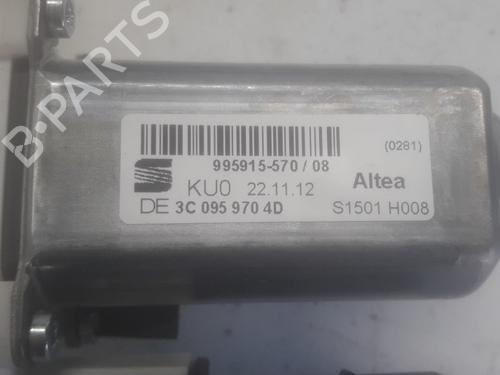 B-PARTS
995915-570 / 08
(0281)
KU0 22.11.12
Altea
DE 3C 095 970 4D
S1501 H008